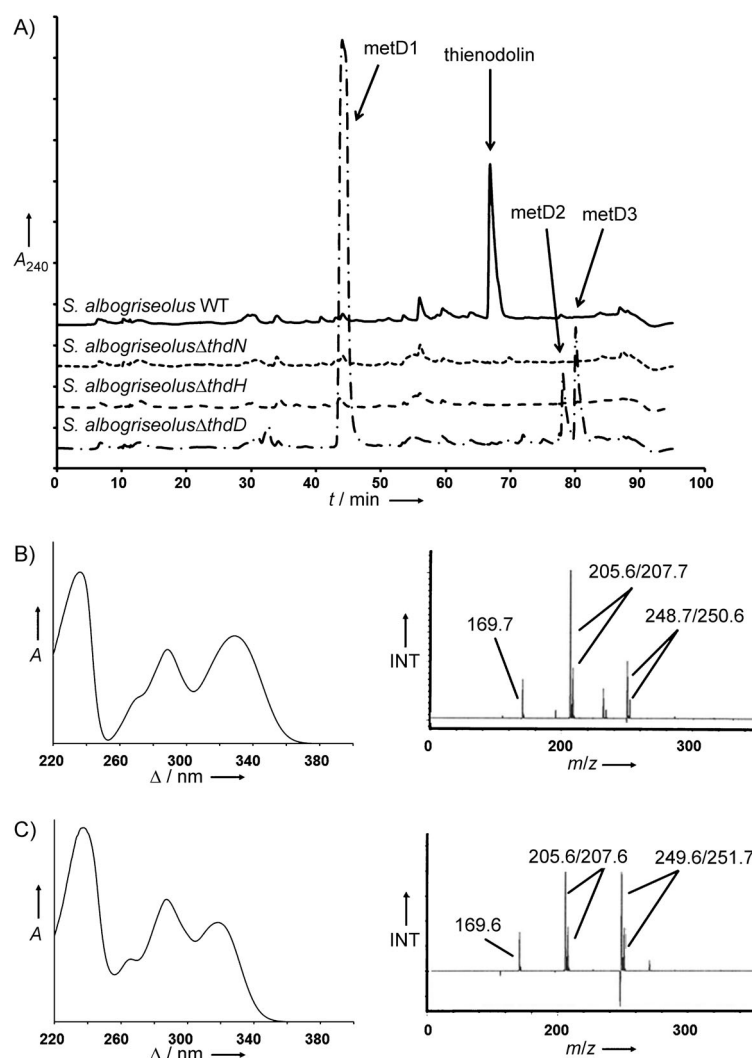 A)
metD1
thienodolin
metD2 metD3
A240
S. albogriseolus WT
S. albogriseolusΔthdN
S. albogriseolusΔthdH
S. albogriseolusΔthdD
0 10 20 30 40 50 60 70 80 90 100
t / min
B)
A
220 260 300 340 380
Δ / nm
205.6/207.7
169.7
248.7/250.6
INT
0 200 300
m/z
C)
A
220 260 300 340 380
Δ / nm
205.6/207.6 249.6/251.7
169.6
INT
0 200 300
m/z